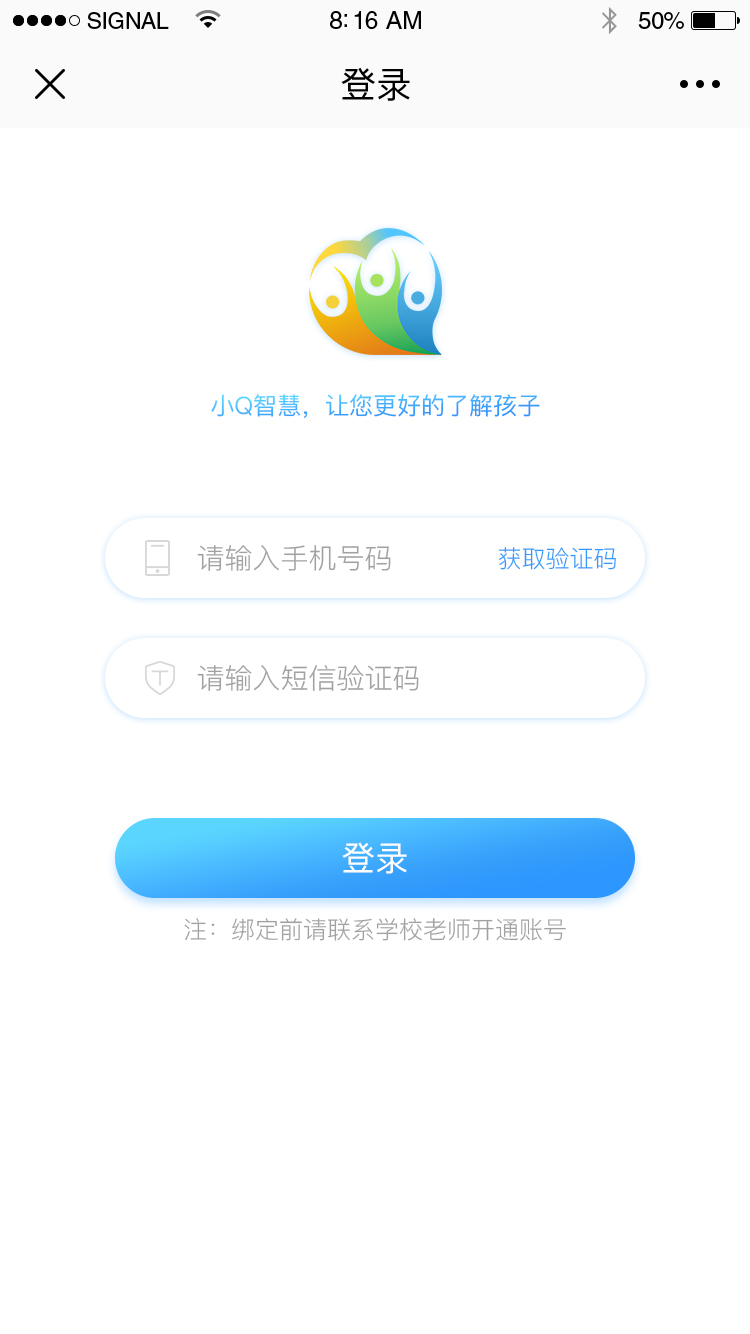 SIGNAL 8:16 AM 50%
登录
小Q智慧，让您更好的了解孩子
请输入手机号码 获取验证码
请输入短信验证码
登录
注：绑定前请联系学校老师开通账号